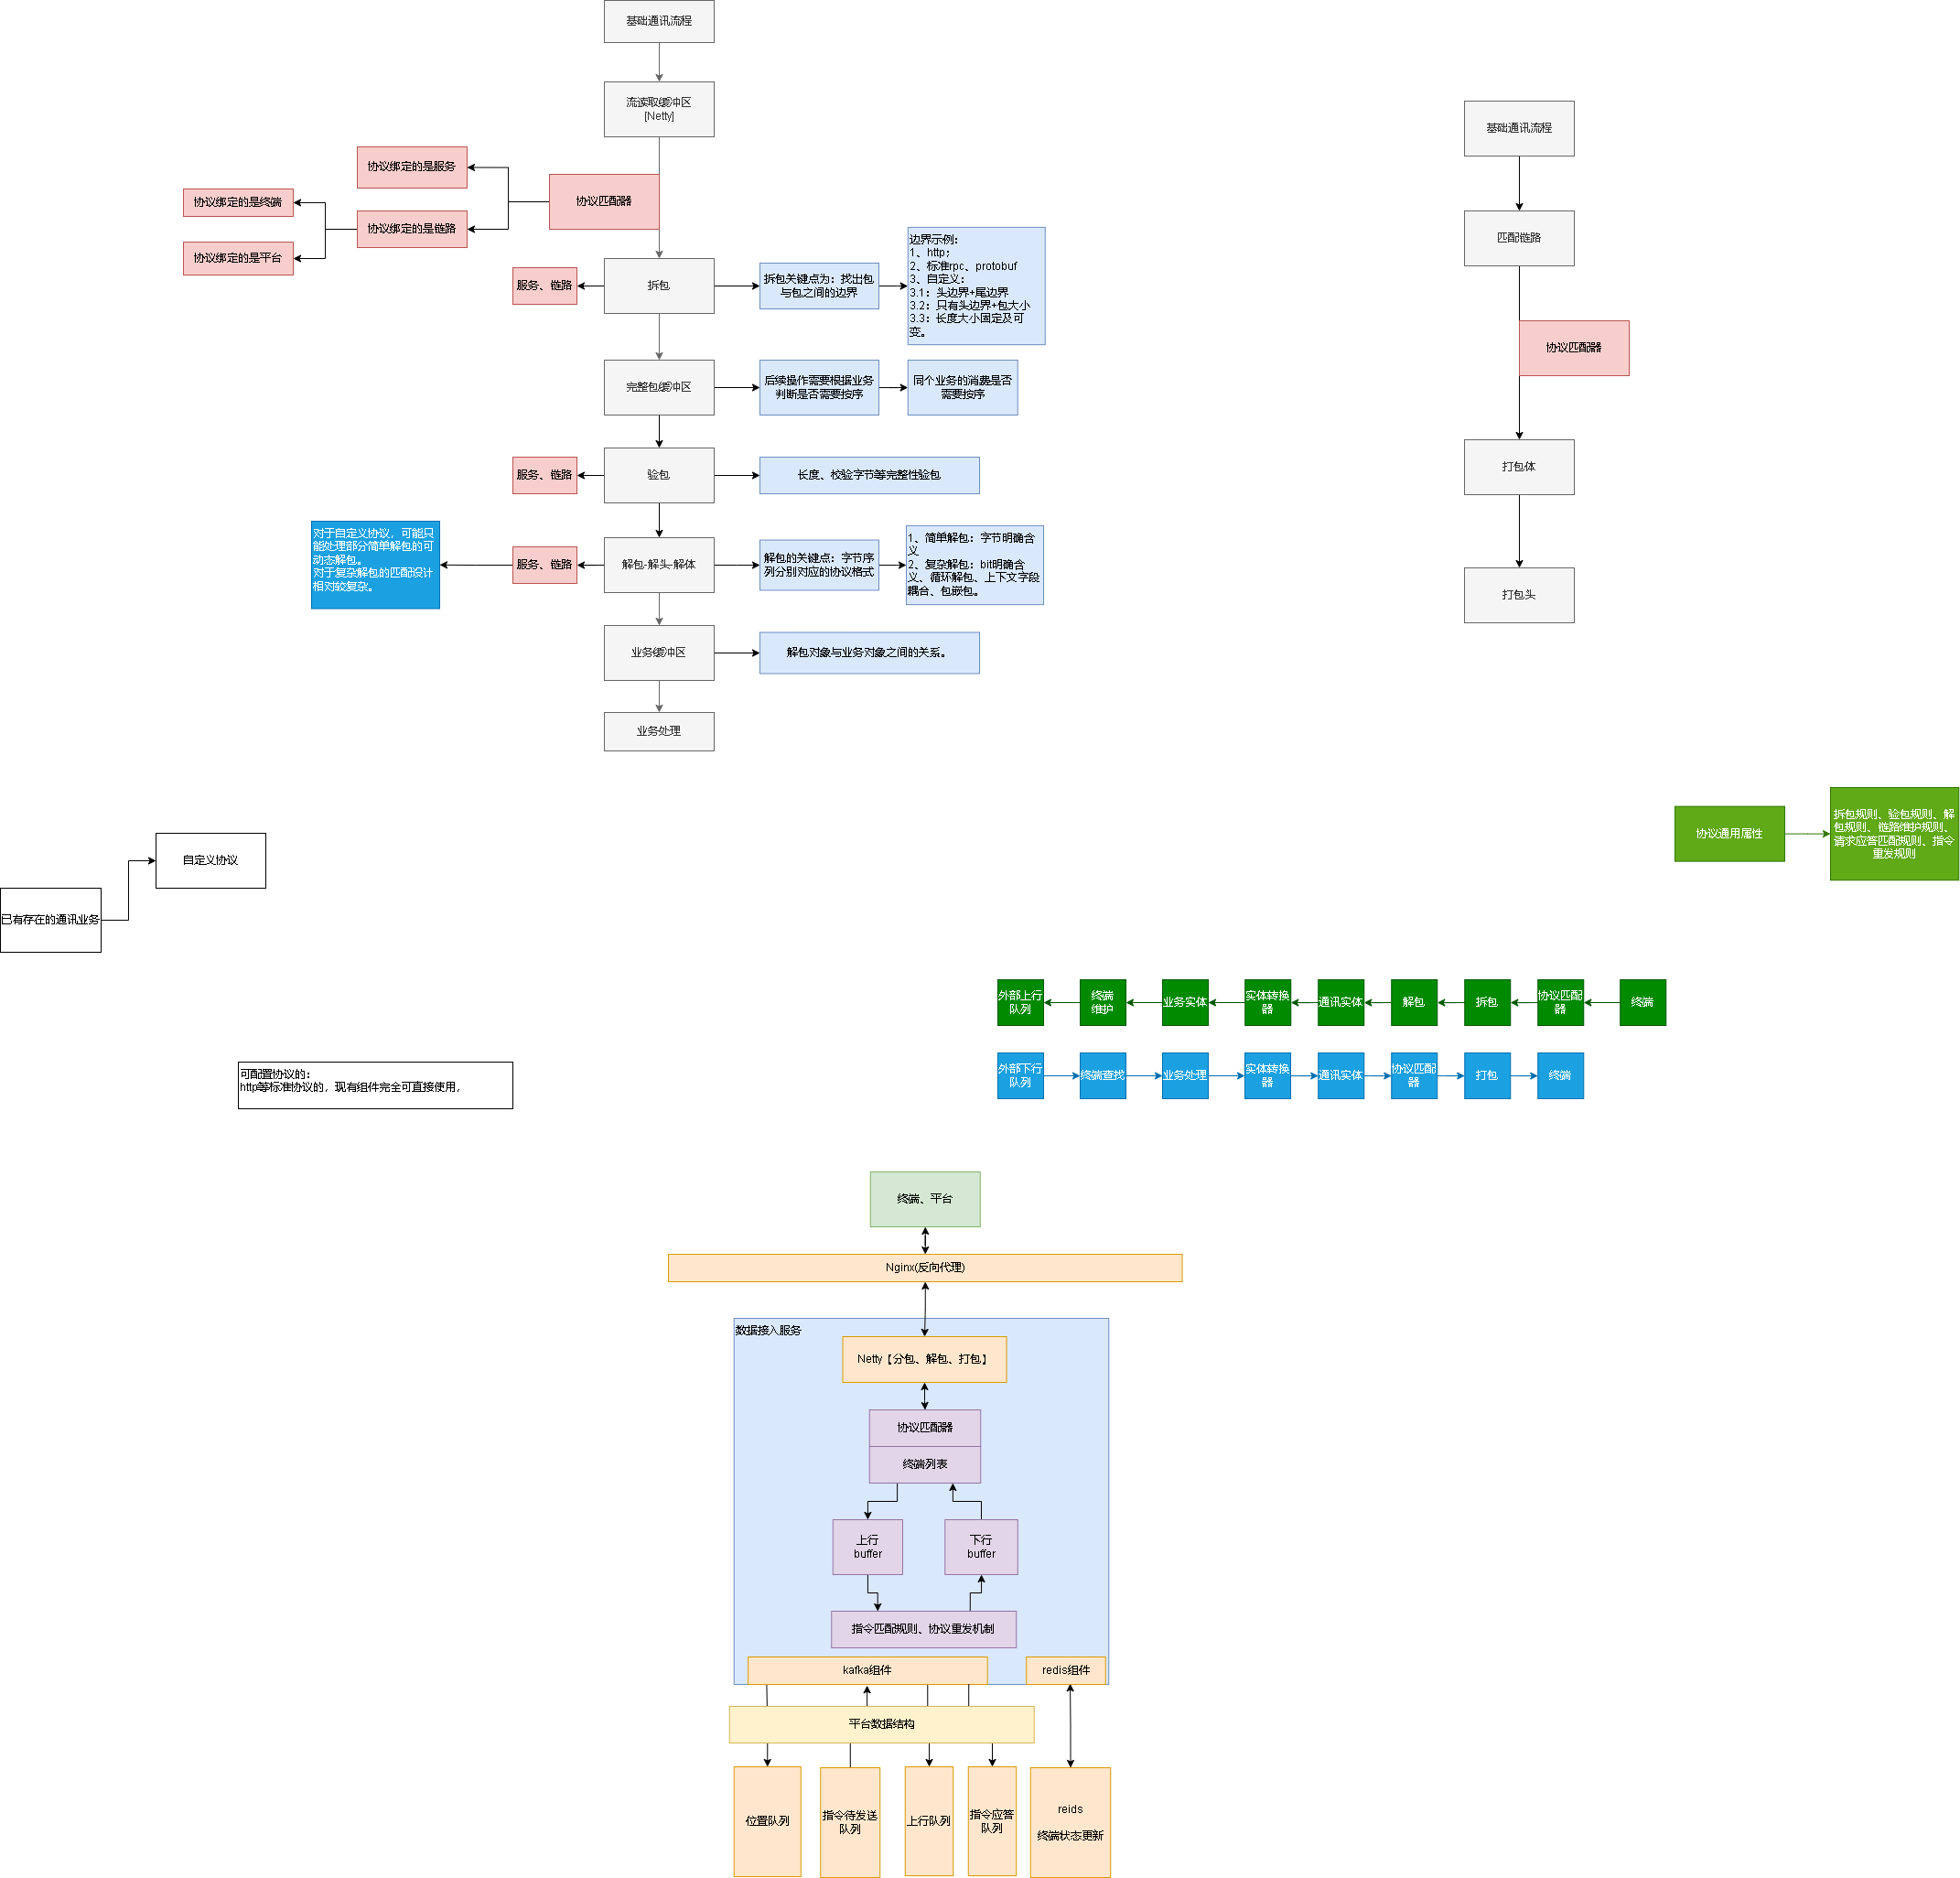 基础通讯流程
流读取缓冲区
[Netty]
协议匹配器
协议绑定的是服务
协议绑定的是链路
协议绑定的是终端
协议绑定的是平台
服务、链路
拆包
拆包关键点为：找出包
与包之间的边界
边界示例：
1、http；
2、标准rpc、protobuf
3、自定义：
3.1：头边界+尾边界
3.2：只有头边界+包大小
3.3：长度大小固定及可
变。
完整包缓冲区
后续操作需要根据业务
判断是否需要按序
同个业务的消费是否
需要按序
服务、链路
验包
长度、校验字节等完整性验包
对于自定义协议，可能只
能处理部分简单解包的可
动态解包。
对于复杂解包的匹配设计
相对较复杂。
服务、链路
解包-解头-解体
解包的关键点：字节序
列分别对应的协议格式
1、简单解包：字节明确含
义
2、复杂解包：bit明确含
义、循环解包、上下文字段
耦合、包嵌包。
业务缓冲区
解包对象与业务对象之间的关系。
业务处理
基础通讯流程
匹配链路
协议匹配器
打包体
打包头
协议通用属性
拆包规则、验包规则、解
包规则、链路维护规则、
请求应答匹配规则、指令
重发规则
自定义协议
已有存在的通讯业务
外部上行
队列
终端
维护
业务实体
实体转换
器
通讯实体
解包
拆包
协议匹配
器
终端
外部下行
队列
终端查找
业务处理
实体转换
器
通讯实体
协议匹配
器
打包
终端
可配置协议的：
http等标准协议的，现有组件完全可直接使用，
终端、平台
Nginx(反向代理)
数据接入服务
Netty【分包、解包、打包】
协议匹配器
终端列表
上行
buffer
下行
buffer
指令匹配规则、协议重发机制
kafka组件
redis组件
平台数据结构
位置队列
指令待发送
队列
上行队列
指令应答
队列
reids
终端状态更新